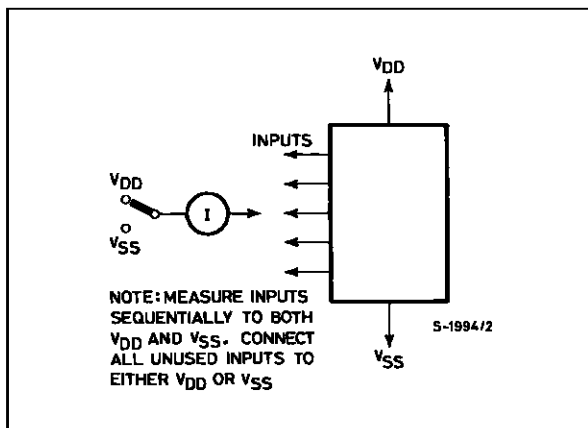 VDD
INPUTS
VDD
I
VSS
NOTE: MEASURE INPUTS
SEQUENTIALLY TO BOTH
VDD AND VSS. CONNECT
ALL UNUSED INPUTS TO
EITHER VDD OR VSS
S-1994/2
VSS